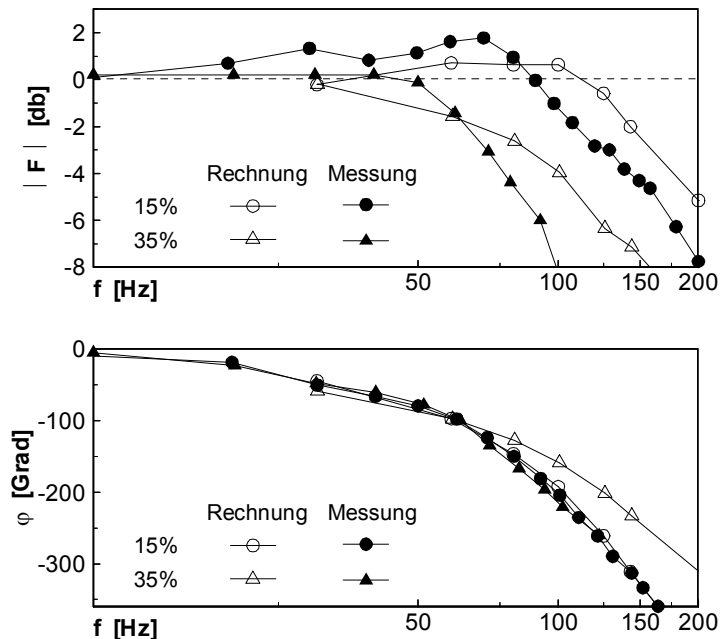 2
0
-2
-4
-6
-8
| F | [db]
Rechnung Messung
15%
35%
f [Hz] 50 100 150 200
0
-100
-200
-300
φ [Grad]
Rechnung Messung
15%
35%
f [Hz] 50 100 150 200